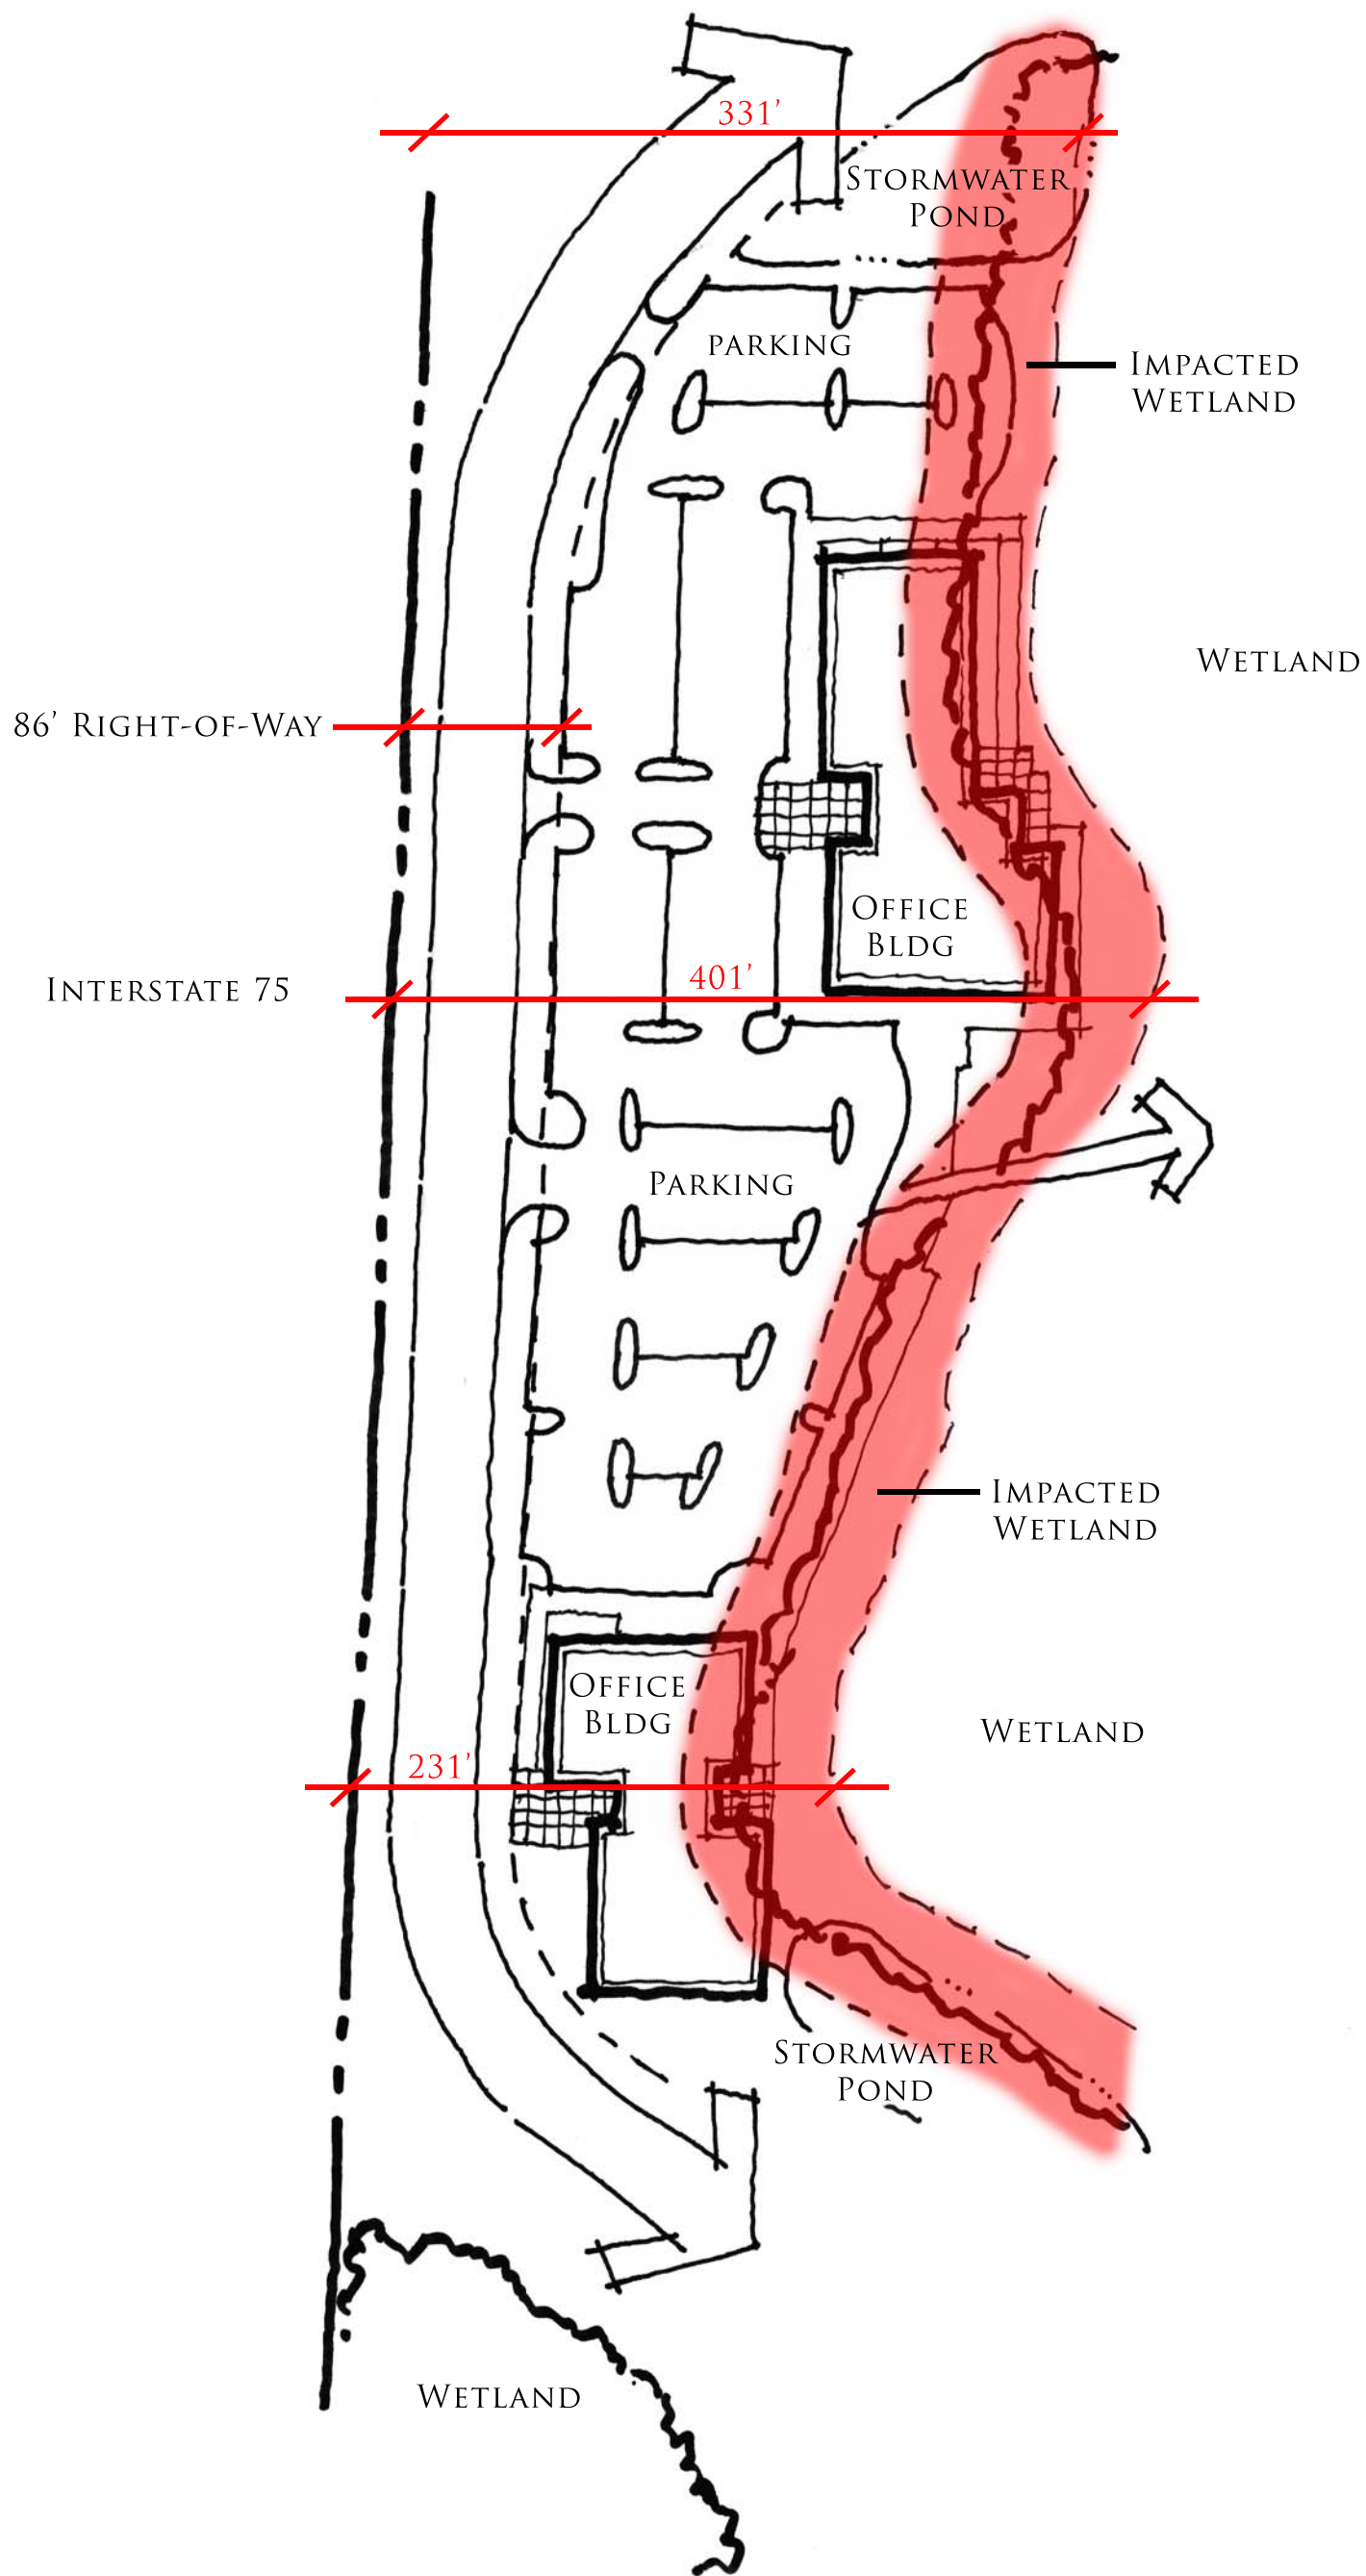 331’
Stormwater
Pond
parking
Impacted
Wetland
Wetland
86’ Right-of-Way
Office
Bldg
401’
Interstate 75
Parking
Impacted
Wetland
Office
Bldg
Wetland
231’
Stormwater
Pond
Wetland